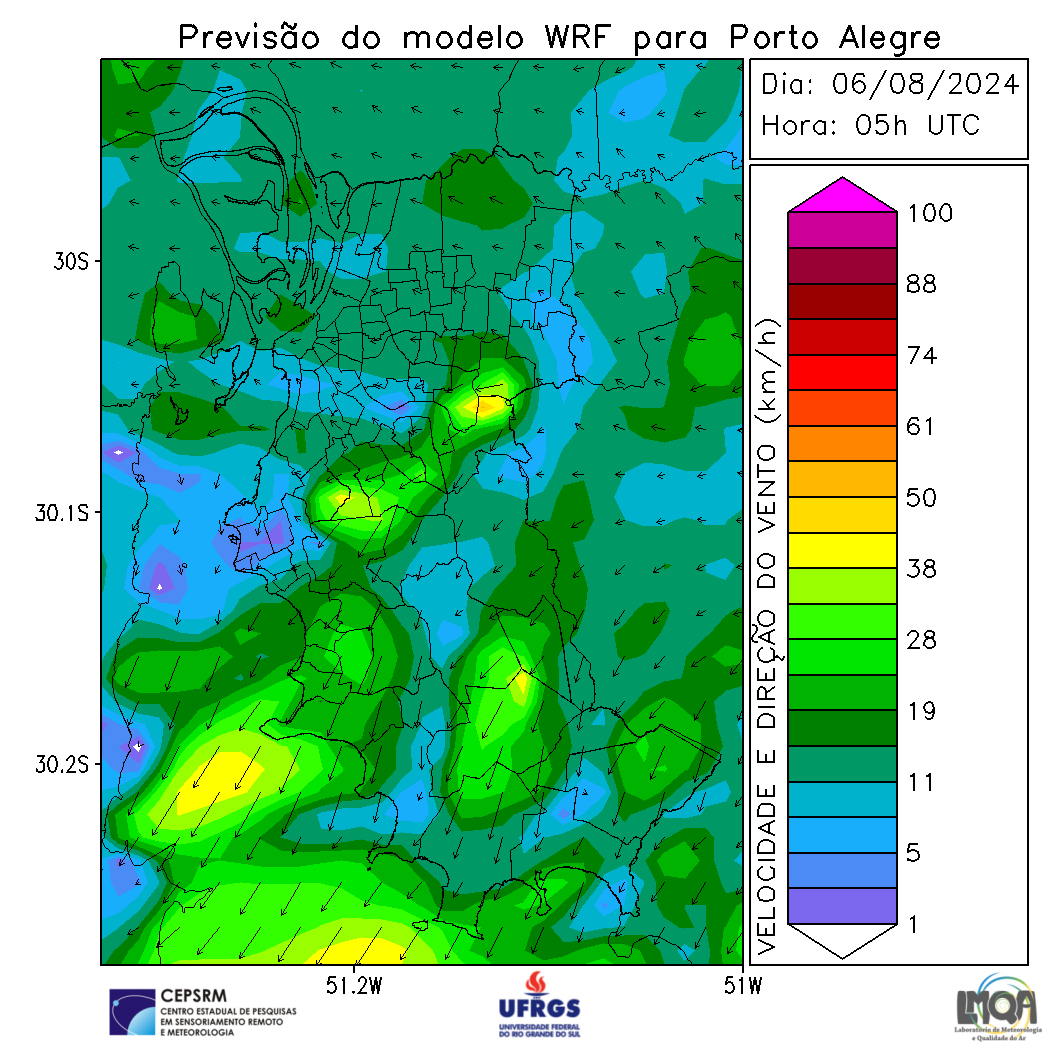 Previsão do modelo WRF para Porto Alegre
Dia: 06/08/2024
Hora: 05h UTC
30S
30.1S
30.2S
51.2W
51W
VELOCIDADE E DIREÇÃO DO VENTO (km/h)
100
88
74
61
50
38
28
19
11
5
1
CEPSRM
CENTRO ESTADUAL DE PESQUISAS
EM SENSORIAMENTO REMOTO
E METEOROLOGIA
UFRGS
UNIVERSIDADE FEDERAL
DO RIO GRANDE DO SUL
LMQA
Laboratório de Meteorologia
e Qualidade do Ar